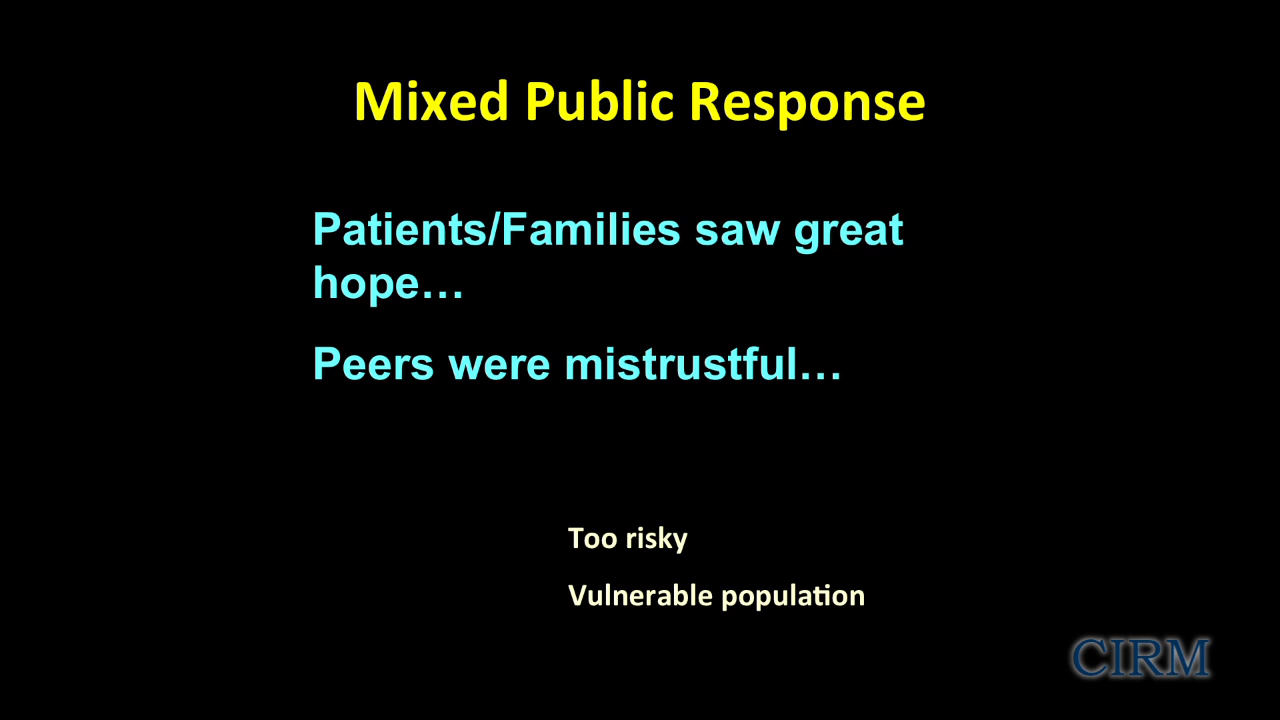 Mixed Public Response
Patients/Families saw great
hope…
Peers were mistrustful…
Too risky
Vulnerable population
CIRM